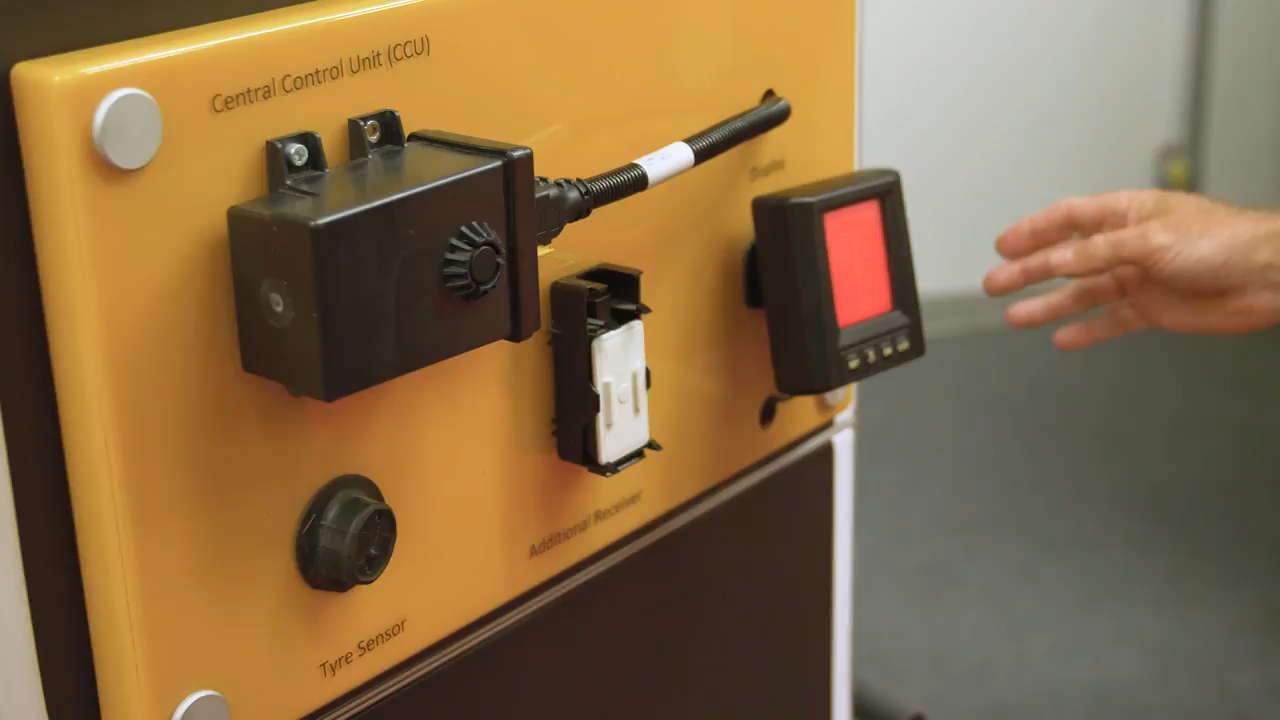 Central Control Unit (CCU)
Display
Additional Receiver
Tyre Sensor